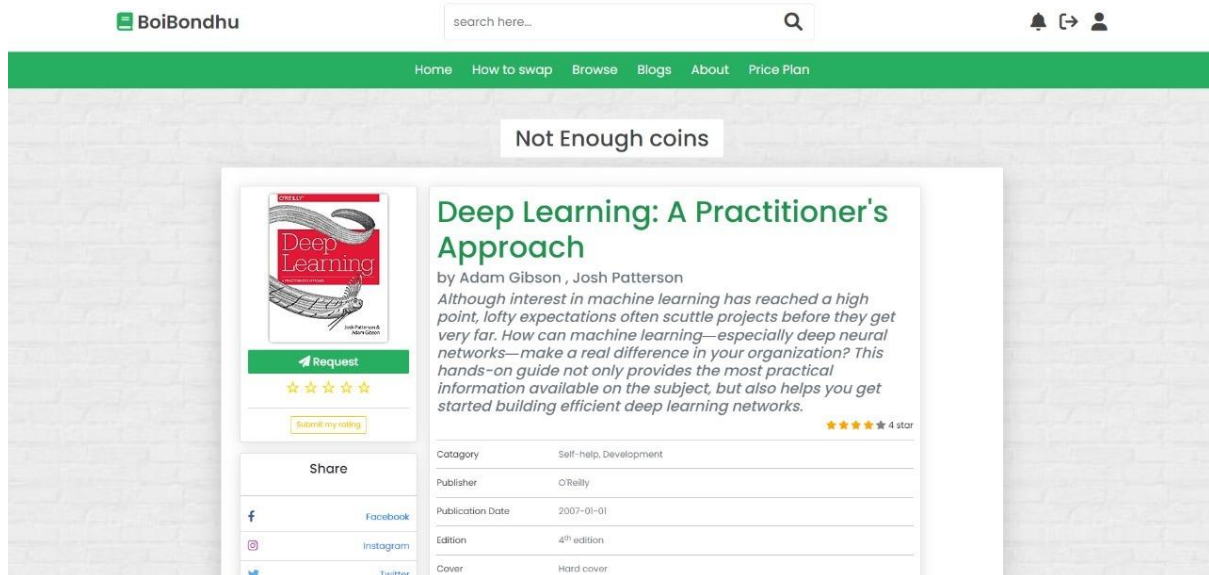 BoiBondhu
search here...
Home How to swap Browse Blogs About Price Plan
Not Enough coins
O'REILLY
Deep
Learning
A PRACTITIONER'S APPROACH
Josh Patterson &
Adam Gibson
Request
Submit my rating
Share
Facebook
Instagram
Twitter
Deep Learning: A Practitioner's
Approach
by Adam Gibson , Josh Patterson
Although interest in machine learning has reached a high
point, lofty expectations often scuttle projects before they get
very far. How can machine learning—especially deep neural
networks—make a real difference in your organization? This
hands-on guide not only provides the most practical
information available on the subject, but also helps you get
started building efficient deep learning networks.
4 star
Catagory Self-help, Development
Publisher O'Reilly
Publication Date 2007-01-01
Edition 4th edition
Cover Hard cover